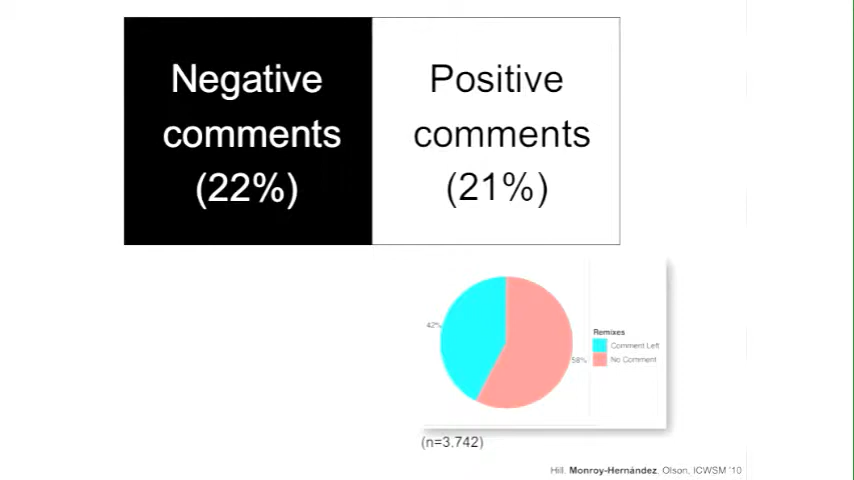 Negative
comments
(22%)
Positive
comments
(21%)
42%
58%
Remixes
Comment Left
No Comment
(n=3.742)
Hill, Monroy-Hernández, Olson, ICWSM '10